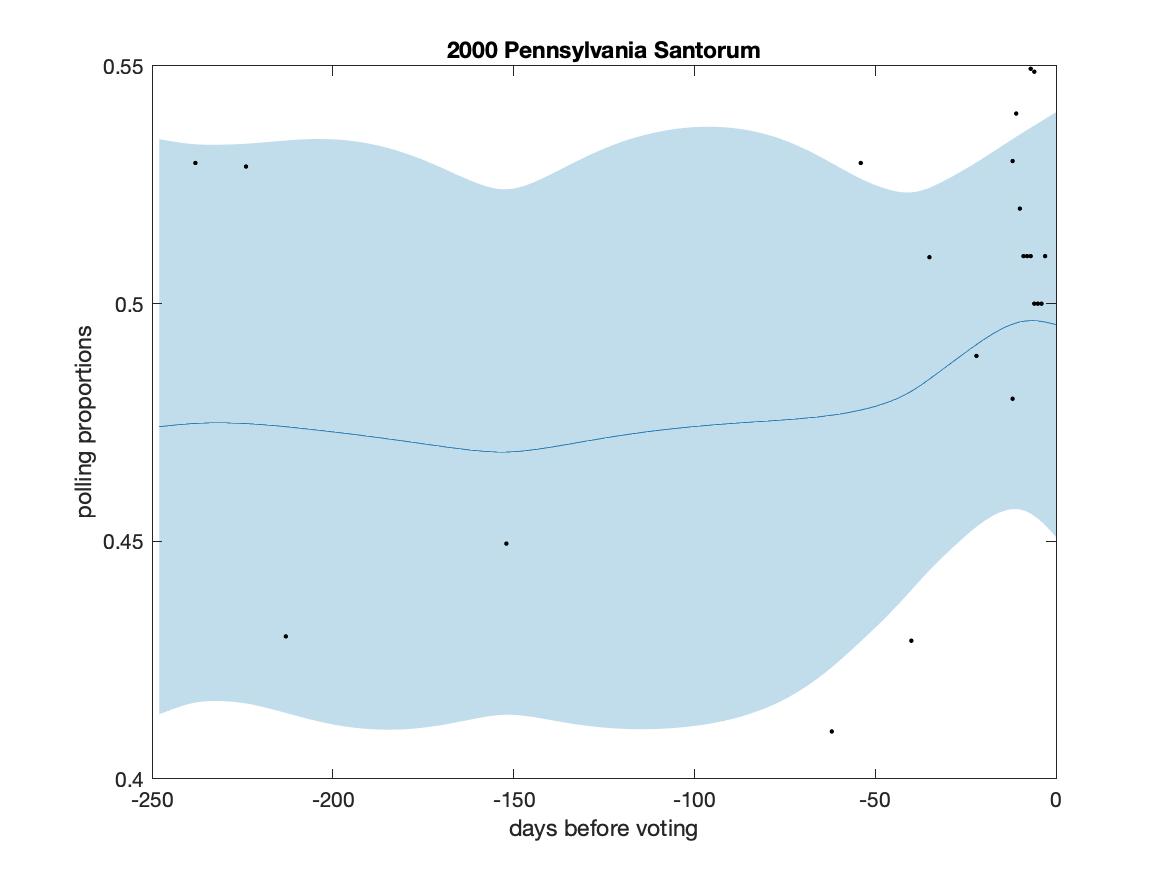 2000 Pennsylvania Santorum
0.55
0.5
0.45
0.4
polling proportions
-250 -200 -150 -100 -50 0
days before voting